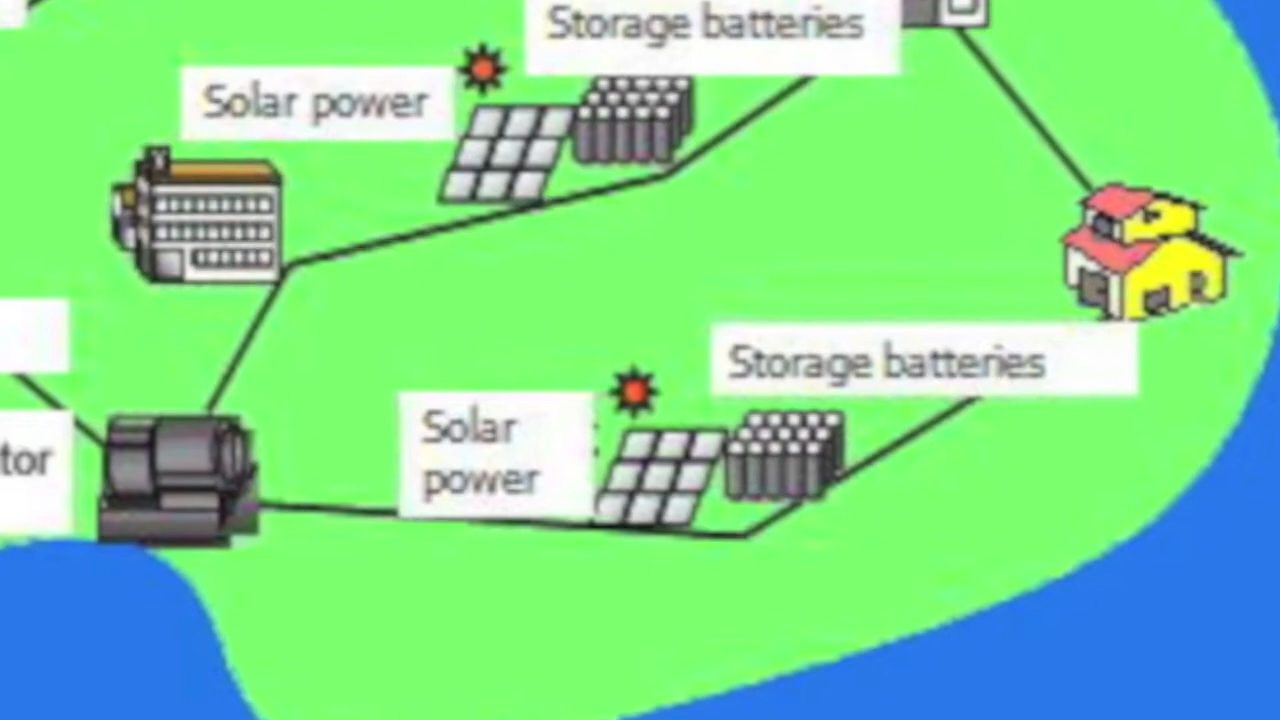 Storage batteries
Solar power
Storage batteries
Solar
power
tor